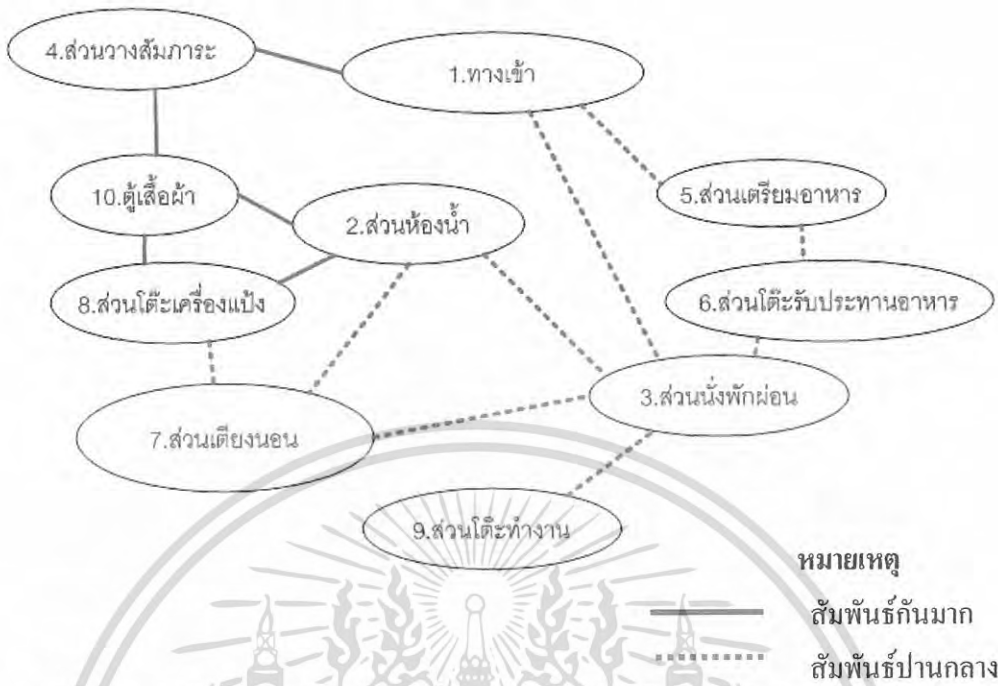 4.ส่วนวางสัมภาระ
1.ทางเข้า
10.ตู้เสื้อผ้า
5.ส่วนเตรียมอาหาร
2.ส่วนห้องน้ำ
8.ส่วนโต๊ะเครื่องแป้ง
6.ส่วนโต๊ะรับประทานอาหาร
3.ส่วนนั่งพักผ่อน
7.ส่วนเตียงนอน
9.ส่วนโต๊ะทำงาน
หมายเหตุ
สัมพันธ์กันมาก
สัมพันธ์ปานกลาง